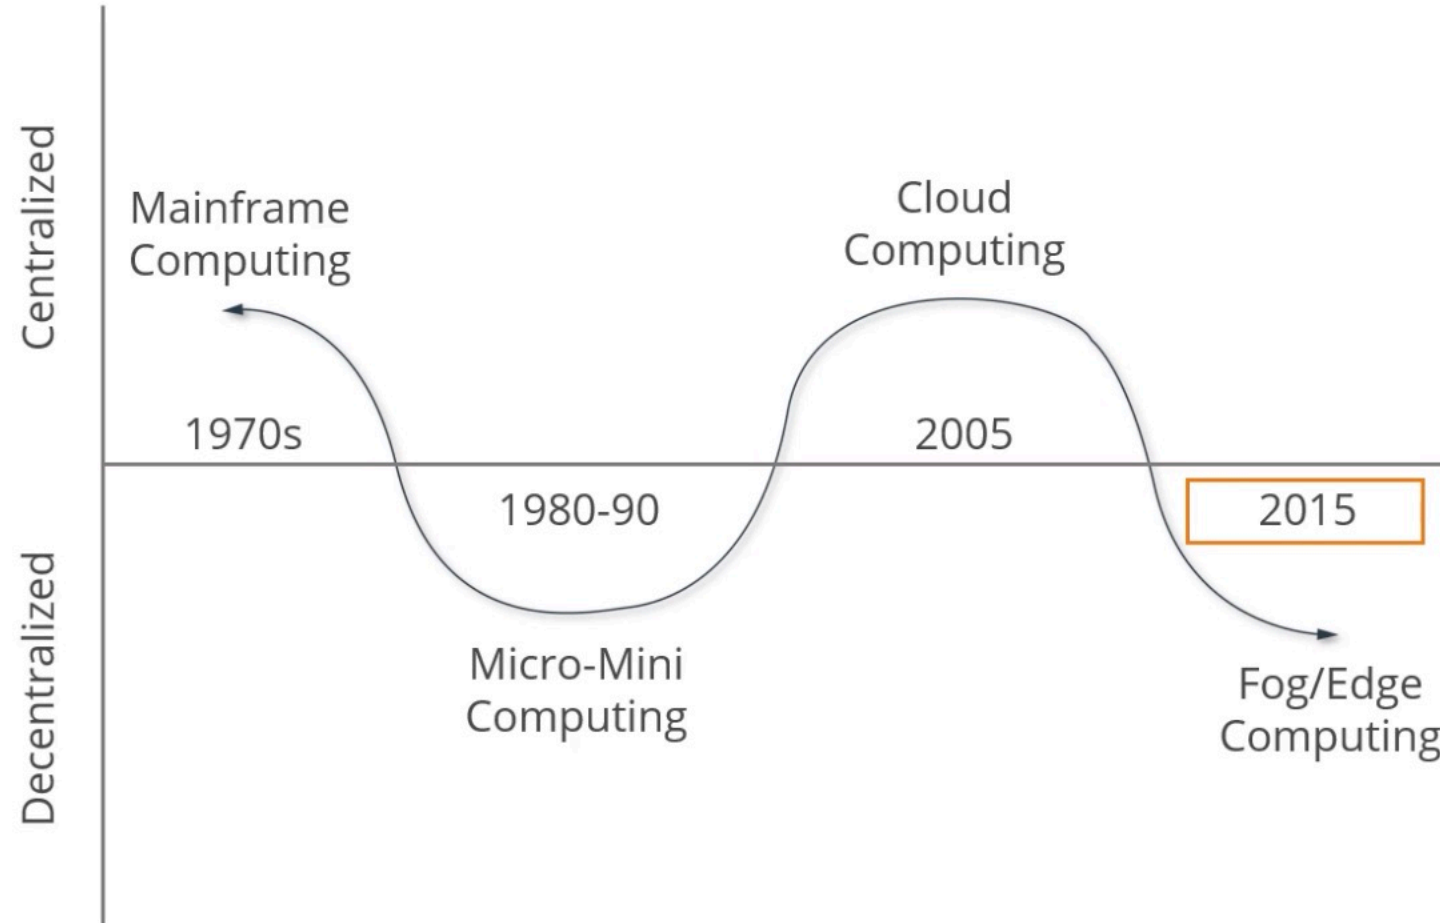 Centralized
Decentralized
Mainframe
Computing
1970s
1980-90
Micro-Mini
Computing
Cloud
Computing
2005
2015
Fog/Edge
Computing